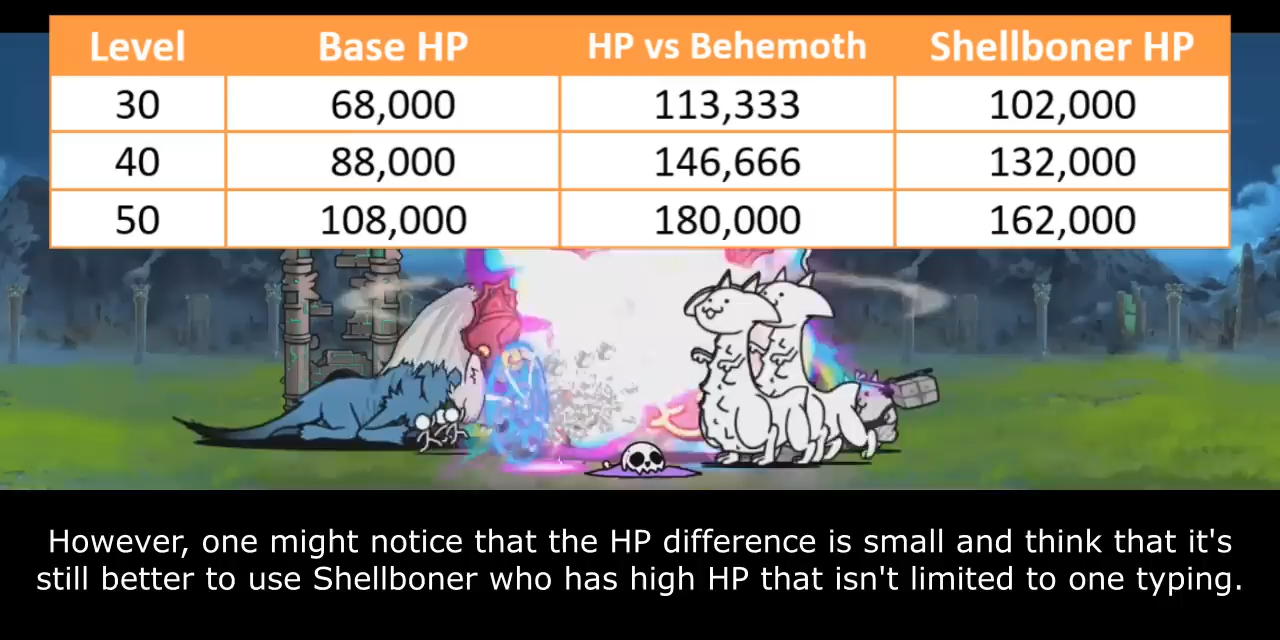 Level Base HP HP vs Behemoth Shellboner HP
30 68,000 113,333 102,000
40 88,000 146,666 132,000
50 108,000 180,000 162,000
However, one might notice that the HP difference is small and think that it's
still better to use Shellboner who has high HP that isn't limited to one typing.